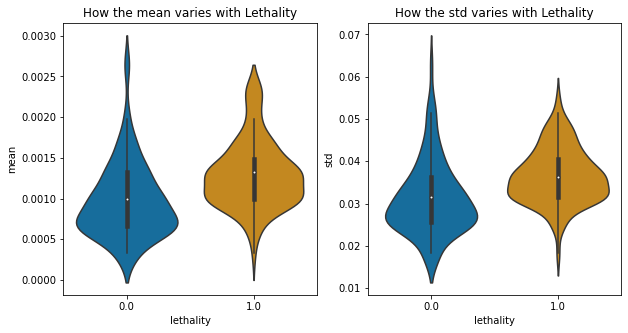 How the mean varies with Lethality
0.0030
0.0025
0.0020
0.0015
0.0010
0.0005
0.0000
mean
0.0 1.0
lethality
How the std varies with Lethality
0.07
0.06
0.05
0.04
0.03
0.02
0.01
std
0.0 1.0
lethality